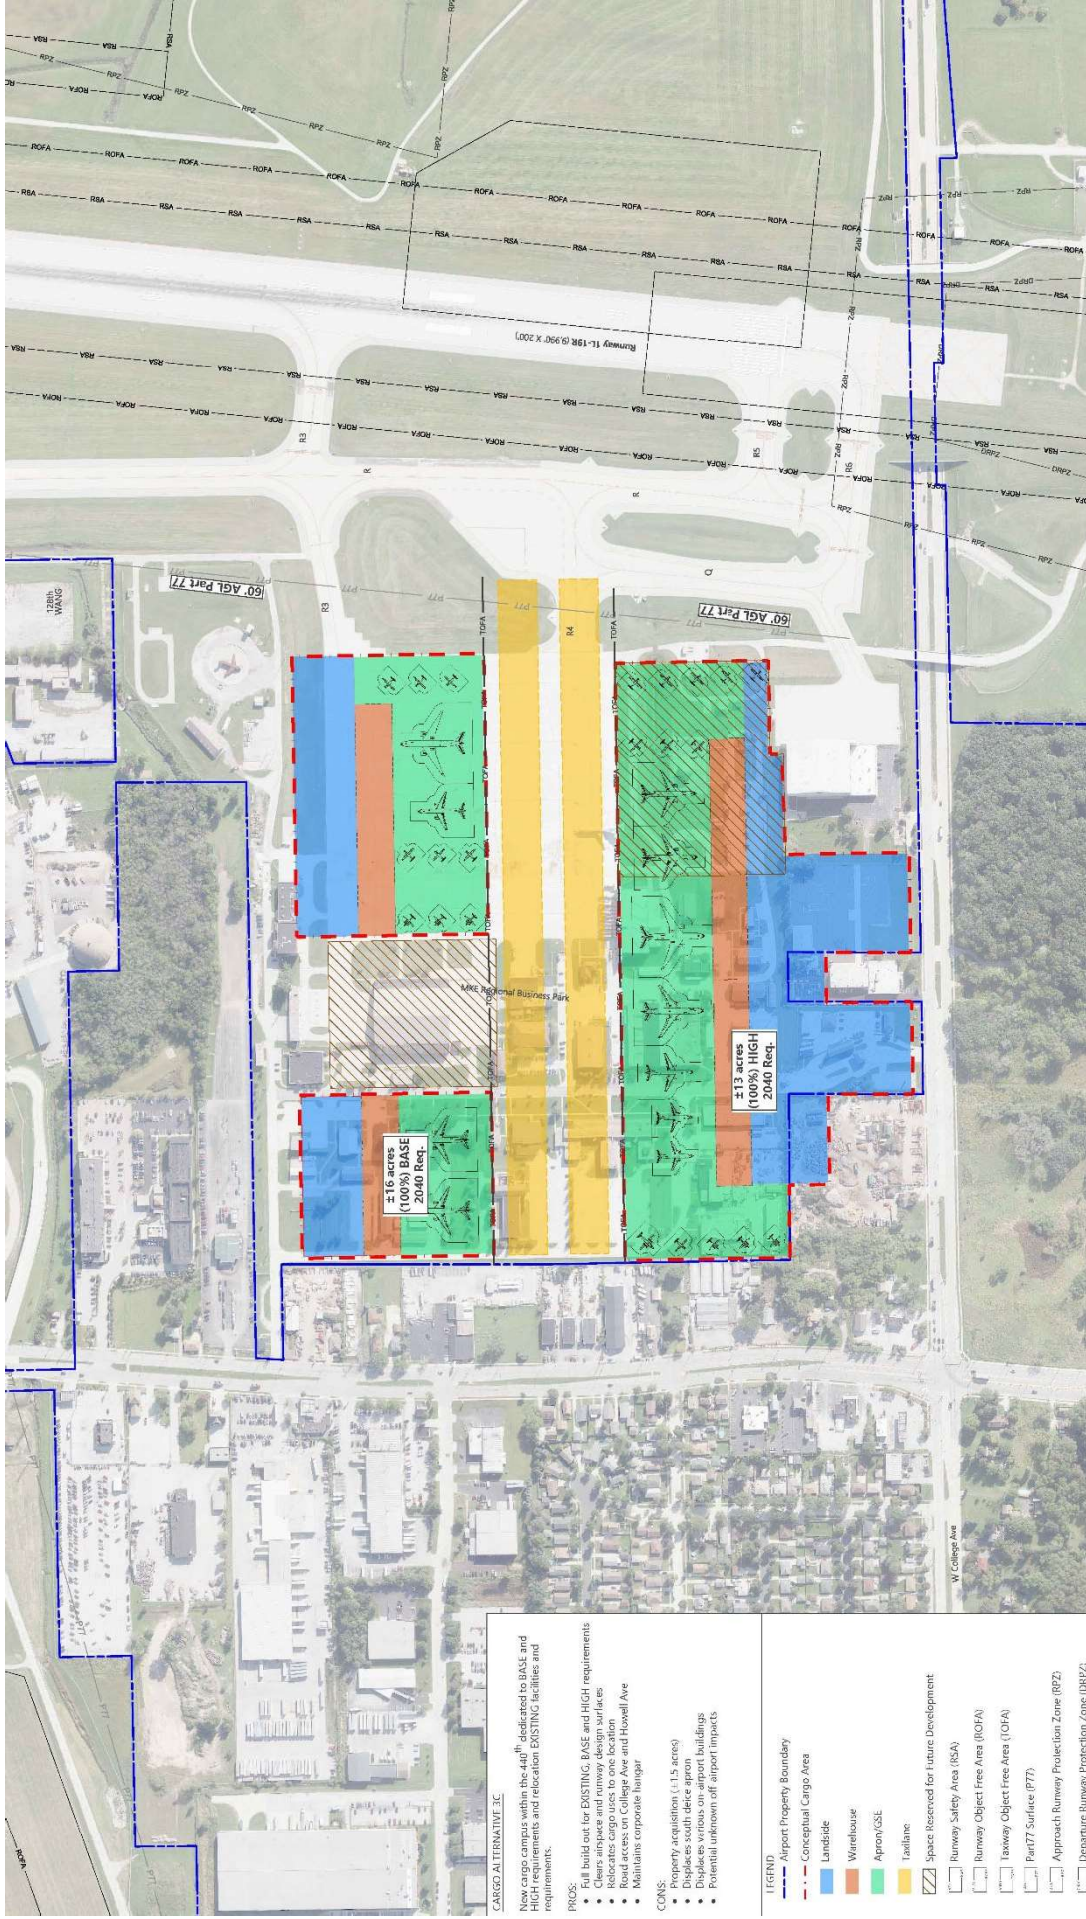 CARGO ALTERNATIVE 3C
New cargo campus within the 440th dedicated to BASE and
HIGH requirements and relocation EXISTING facilities and
requirements.
PROS:
• Full build out for EXISTING, BASE and HIGH requirements
• Clears airspace and runway design surfaces
• Relocates cargo uses to one location
• Road access on College Ave and Howell Ave
• Maintains corporate hangar
CONS:
• Property acquisition (±1.5 acres)
• Displaces south deice apron
• Displaces various on-airport buildings
• Potential unknown off airport impacts
LEGEND
Airport Property Boundary
Conceptual Cargo Area
Landside
Warehouse
Apron/GSE
Taxilane
Space Reserved for Future Development
Runway Safety Area (RSA)
Runway Object Free Area (ROFA)
Taxiway Object Free Area (TOFA)
Part77 Surface (P77)
Approach Runway Protection Zone (RPZ)
Departure Runway Protection Zone (DRPZ)
±16 acres
(100%) BASE
2040 Req.
±13 acres
(100%) HIGH
2040 Req.
MKE Regional Business Park
W College Ave
128th
WANG
60' AGL Part 77
60' AGL Part 77
Runway 1L-19R (9,990' X 200')
R3
R3
R
R
R4
R5
R6
Q
TOFA
TOFA
RSA
ROFA
RPZ
DRPZ
P77